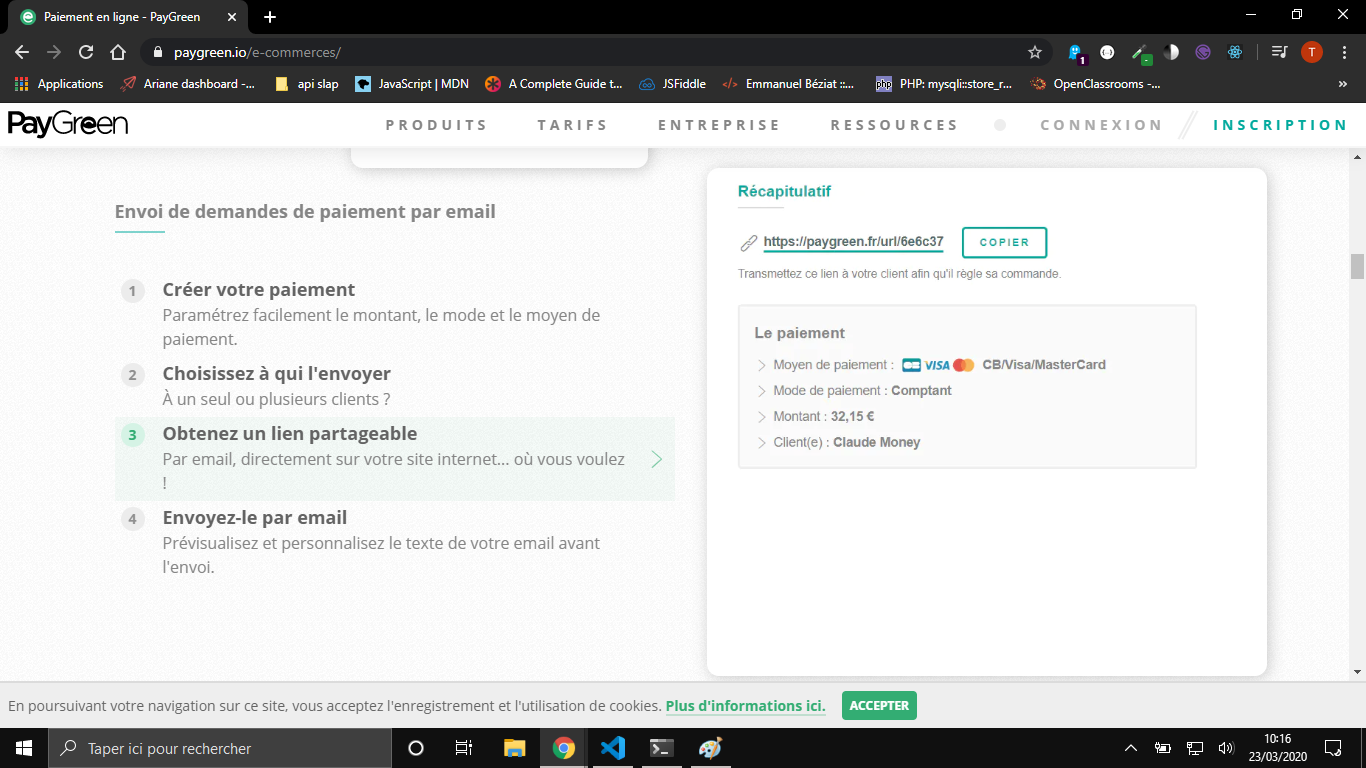 Paiement en ligne - PayGreen
paygreen.io/e-commerces/
1
-
T
Applications
Ariane dashboard -...
api slap
JavaScript | MDN
A Complete Guide t...
JSFiddle
Emmanuel Béziat ::...
php
PHP: mysqli::store_r...
OpenClassrooms -...
»
PayGreen
PRODUITS
TARIFS
ENTREPRISE
RESSOURCES
CONNEXION
INSCRIPTION
Envoi de demandes de paiement par email
1
Créer votre paiement
Paramétrez facilement le montant, le mode et le moyen de
paiement.
2
Choisissez à qui l'envoyer
À un seul ou plusieurs clients ?
3
Obtenez un lien partageable
Par email, directement sur votre site internet... où vous voulez
!
4
Envoyez-le par email
Prévisualisez et personnalisez le texte de votre email avant
l'envoi.
Récapitulatif
https://paygreen.fr/url/6e6c37
COPIER
Transmettez ce lien à votre client afin qu'il règle sa commande.
Le paiement
Moyen de paiement : VISA CB/Visa/MasterCard
Mode de paiement : Comptant
Montant : 32,15 €
Client(e) : Claude Money
En poursuivant votre navigation sur ce site, vous acceptez l'enregistrement et l'utilisation de cookies. Plus d'informations ici.
ACCEPTER
Taper ici pour rechercher
10:16
23/03/2020